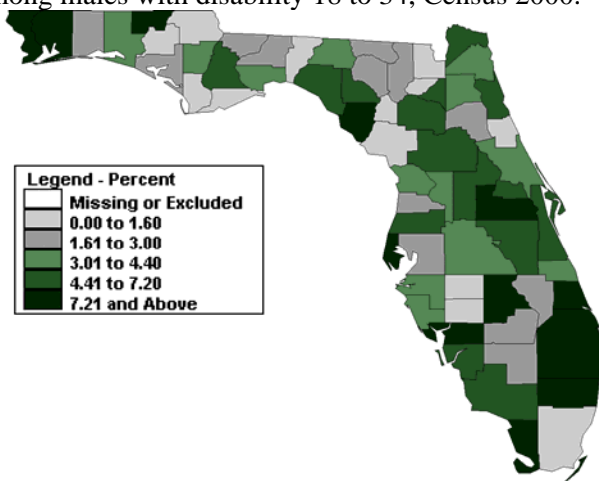 among males with disability 18 to 34, Census 2000.
Legend - Percent
Missing or Excluded
0.00 to 1.60
1.61 to 3.00
3.01 to 4.40
4.41 to 7.20
7.21 and Above